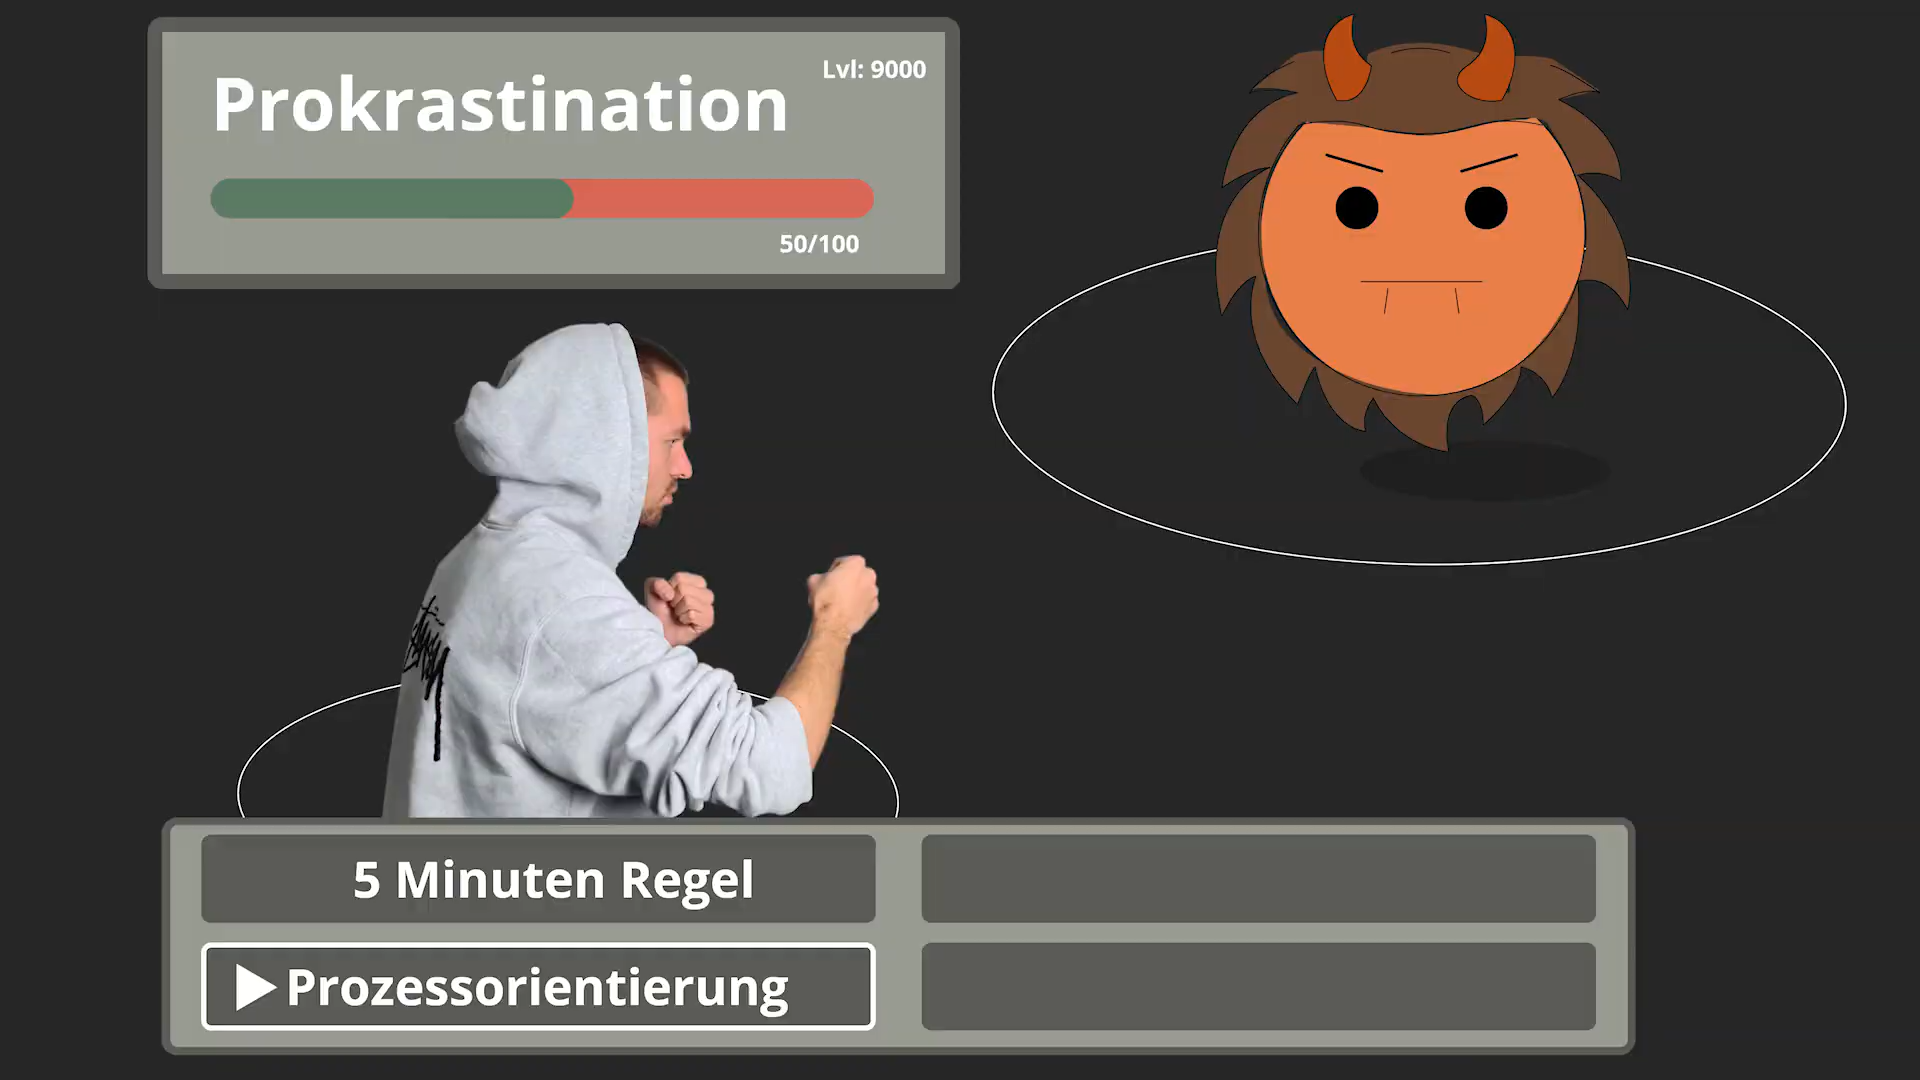 Prokrastination
Lvl: 9000
50/100
5 Minuten Regel
Prozessorientierung